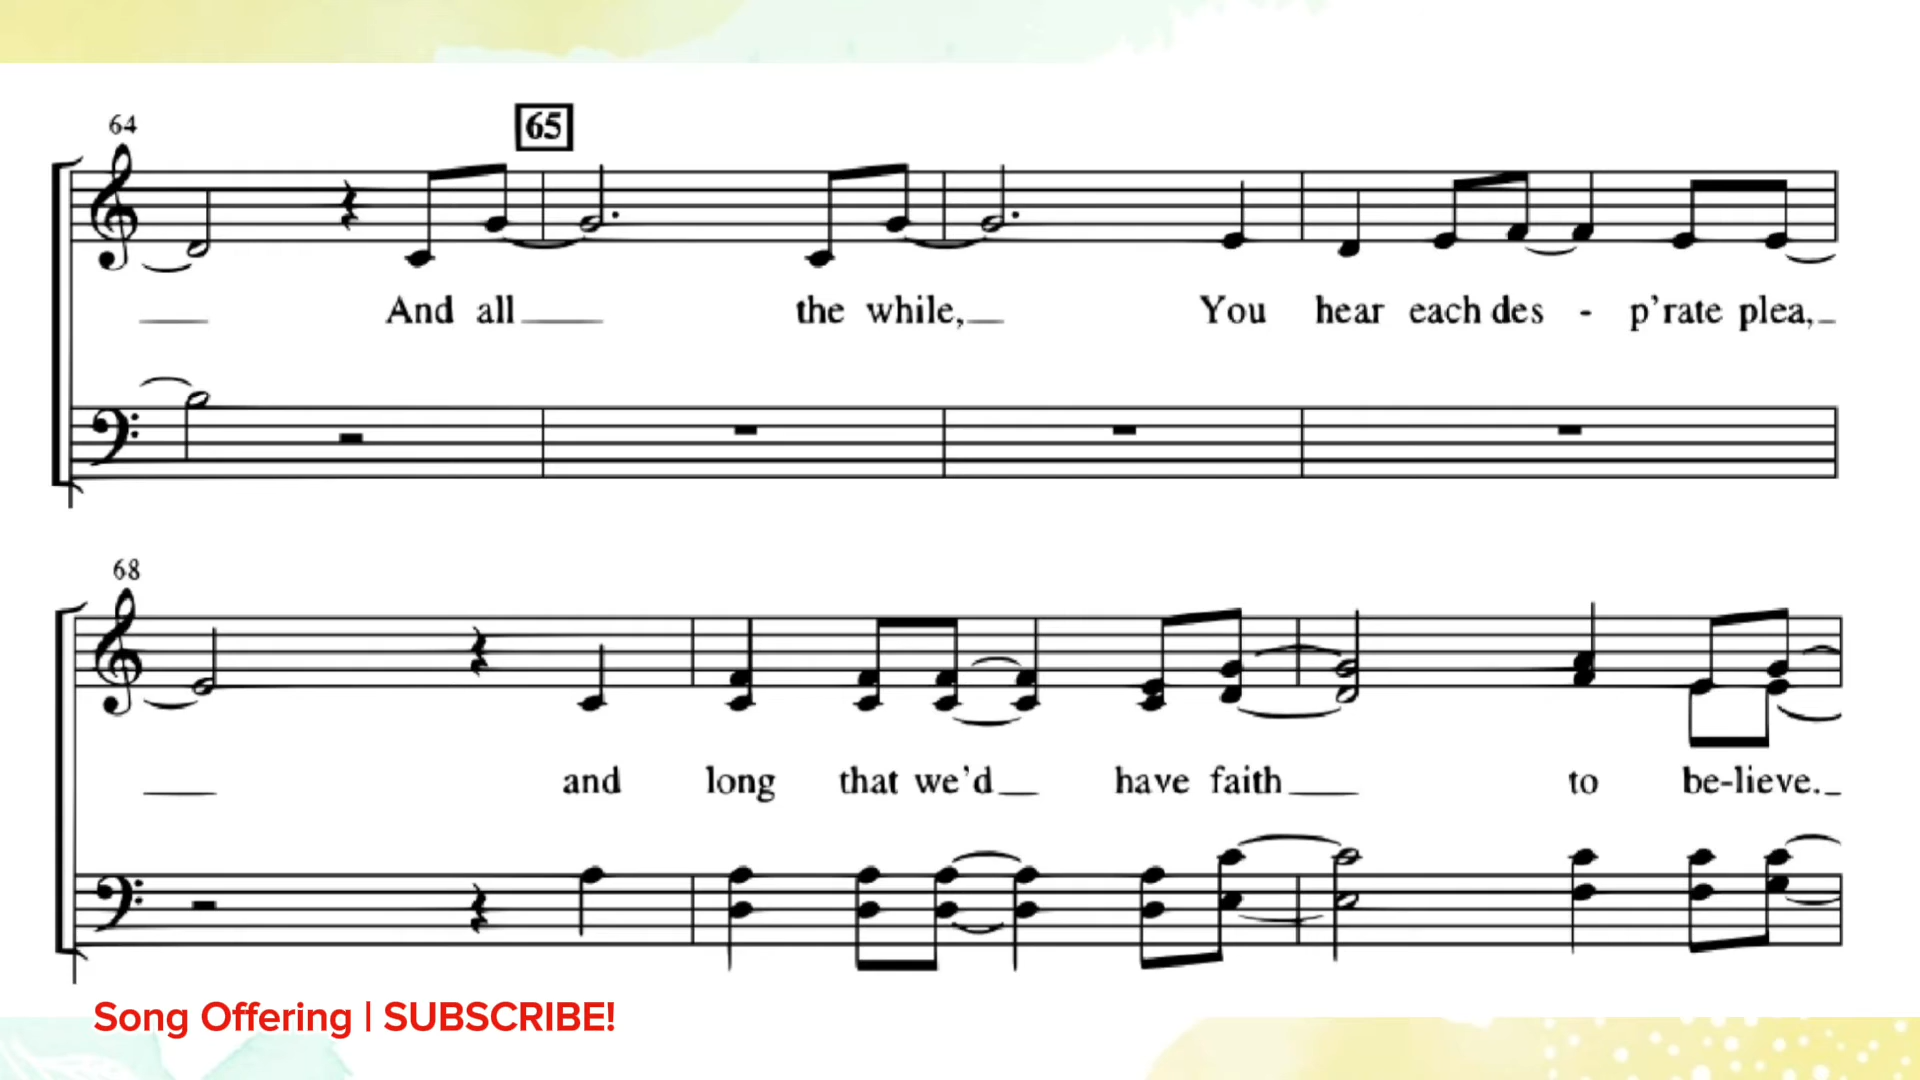 64
65
And all the while, You hear each des - p'rate plea,
68
and long that we'd have faith to be-lieve.
Song Offering | SUBSCRIBE!